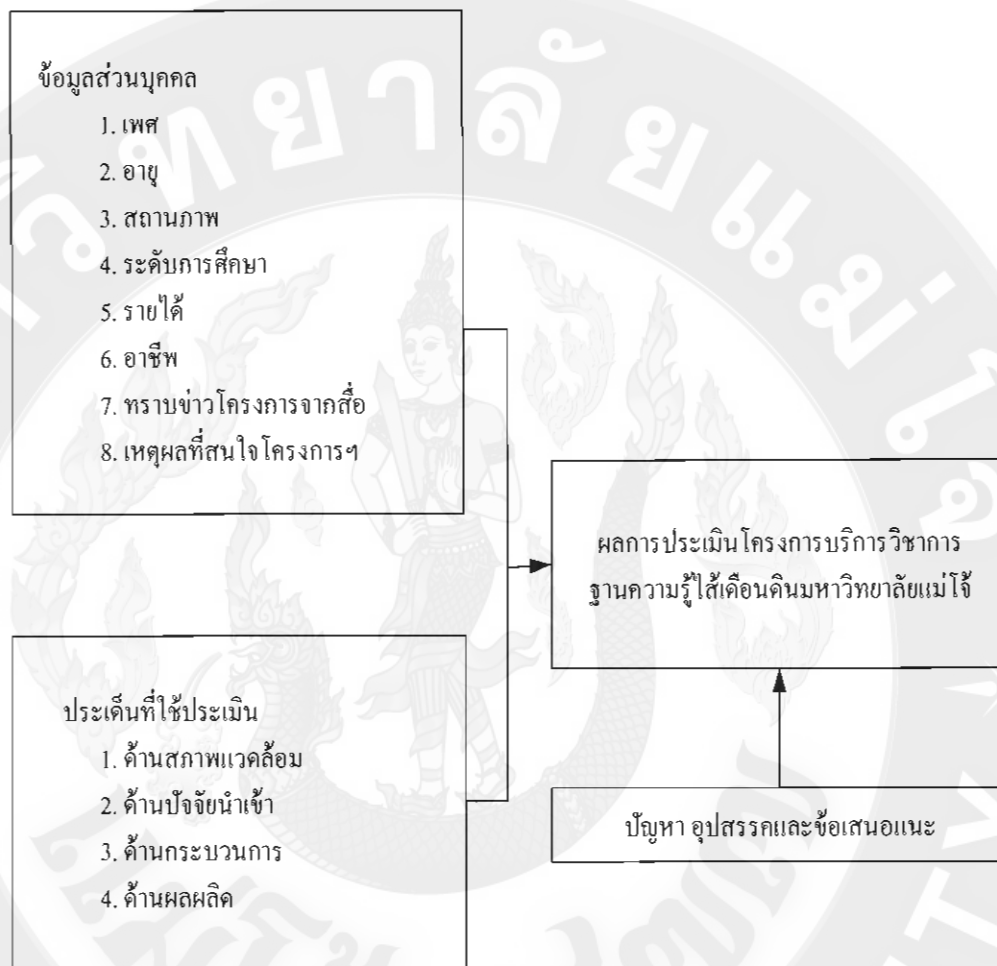 ข้อมูลส่วนบุคคล
1. เพศ
2. อายุ
3. สถานภาพ
4. ระดับการศึกษา
5. รายได้
6. อาชีพ
7. ทราบข่าวโครงการจากสื่อ
8. เหตุผลที่สนใจโครงการฯ
ผลการประเมินโครงการบริการวิชาการ
ฐานความรู้ไส้เดือนดินมหาวิทยาลัยแม่โจ้
ประเด็นที่ใช้ประเมิน
1. ด้านสภาพแวดล้อม
2. ด้านปัจจัยนำเข้า
3. ด้านกระบวนการ
4. ด้านผลผลิต
ปัญหา อุปสรรคและข้อเสนอแนะ